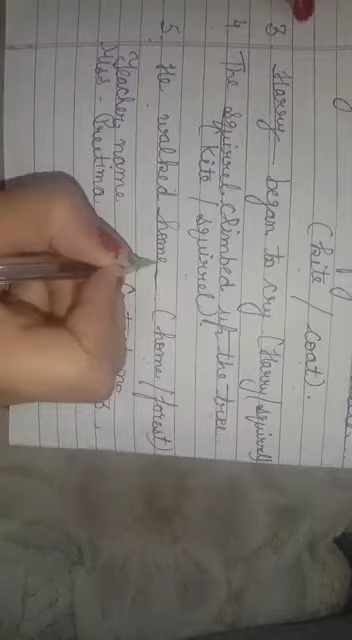 (kite / coat).
3 Harry began to cry (Harry/squirrel)
4. The squirrel climbed up the tree.
(kite / squirrel)
5. He walked home (home/forest)
Teacher, name
Miss - Preetima